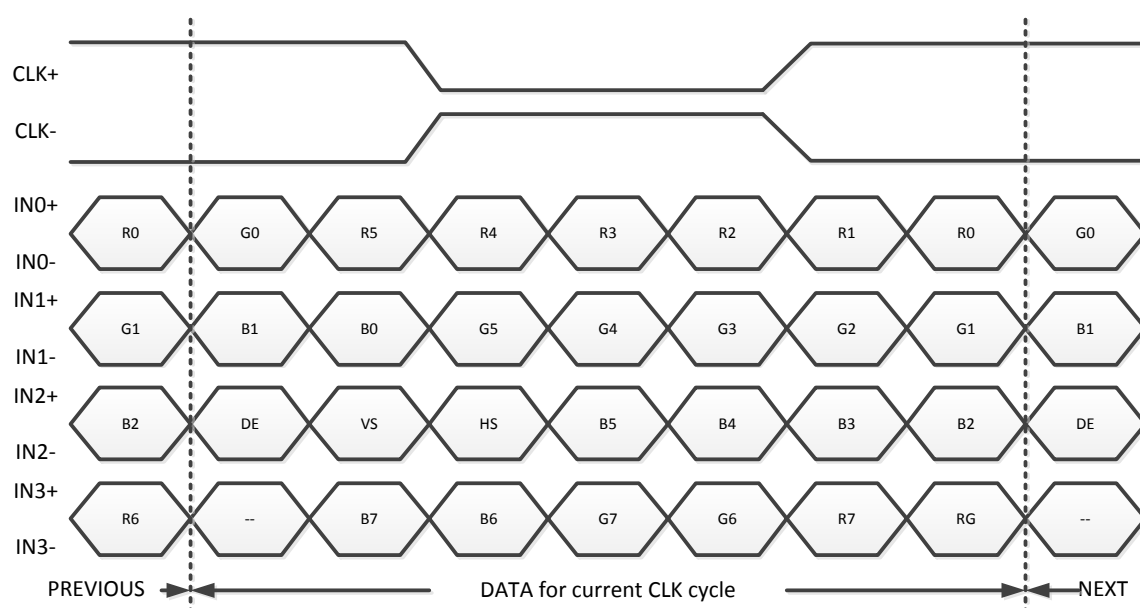 CLK+
CLK-
IN0+
R0 G0 R5 R4 R3 R2 R1 R0 G0
IN0-
IN1+
G1 B1 B0 G5 G4 G3 G2 G1 B1
IN1-
IN2+
B2 DE VS HS B5 B4 B3 B2 DE
IN2-
IN3+
R6 -- B7 B6 G7 G6 R7 RG --
IN3-
PREVIOUS DATA for current CLK cycle NEXT